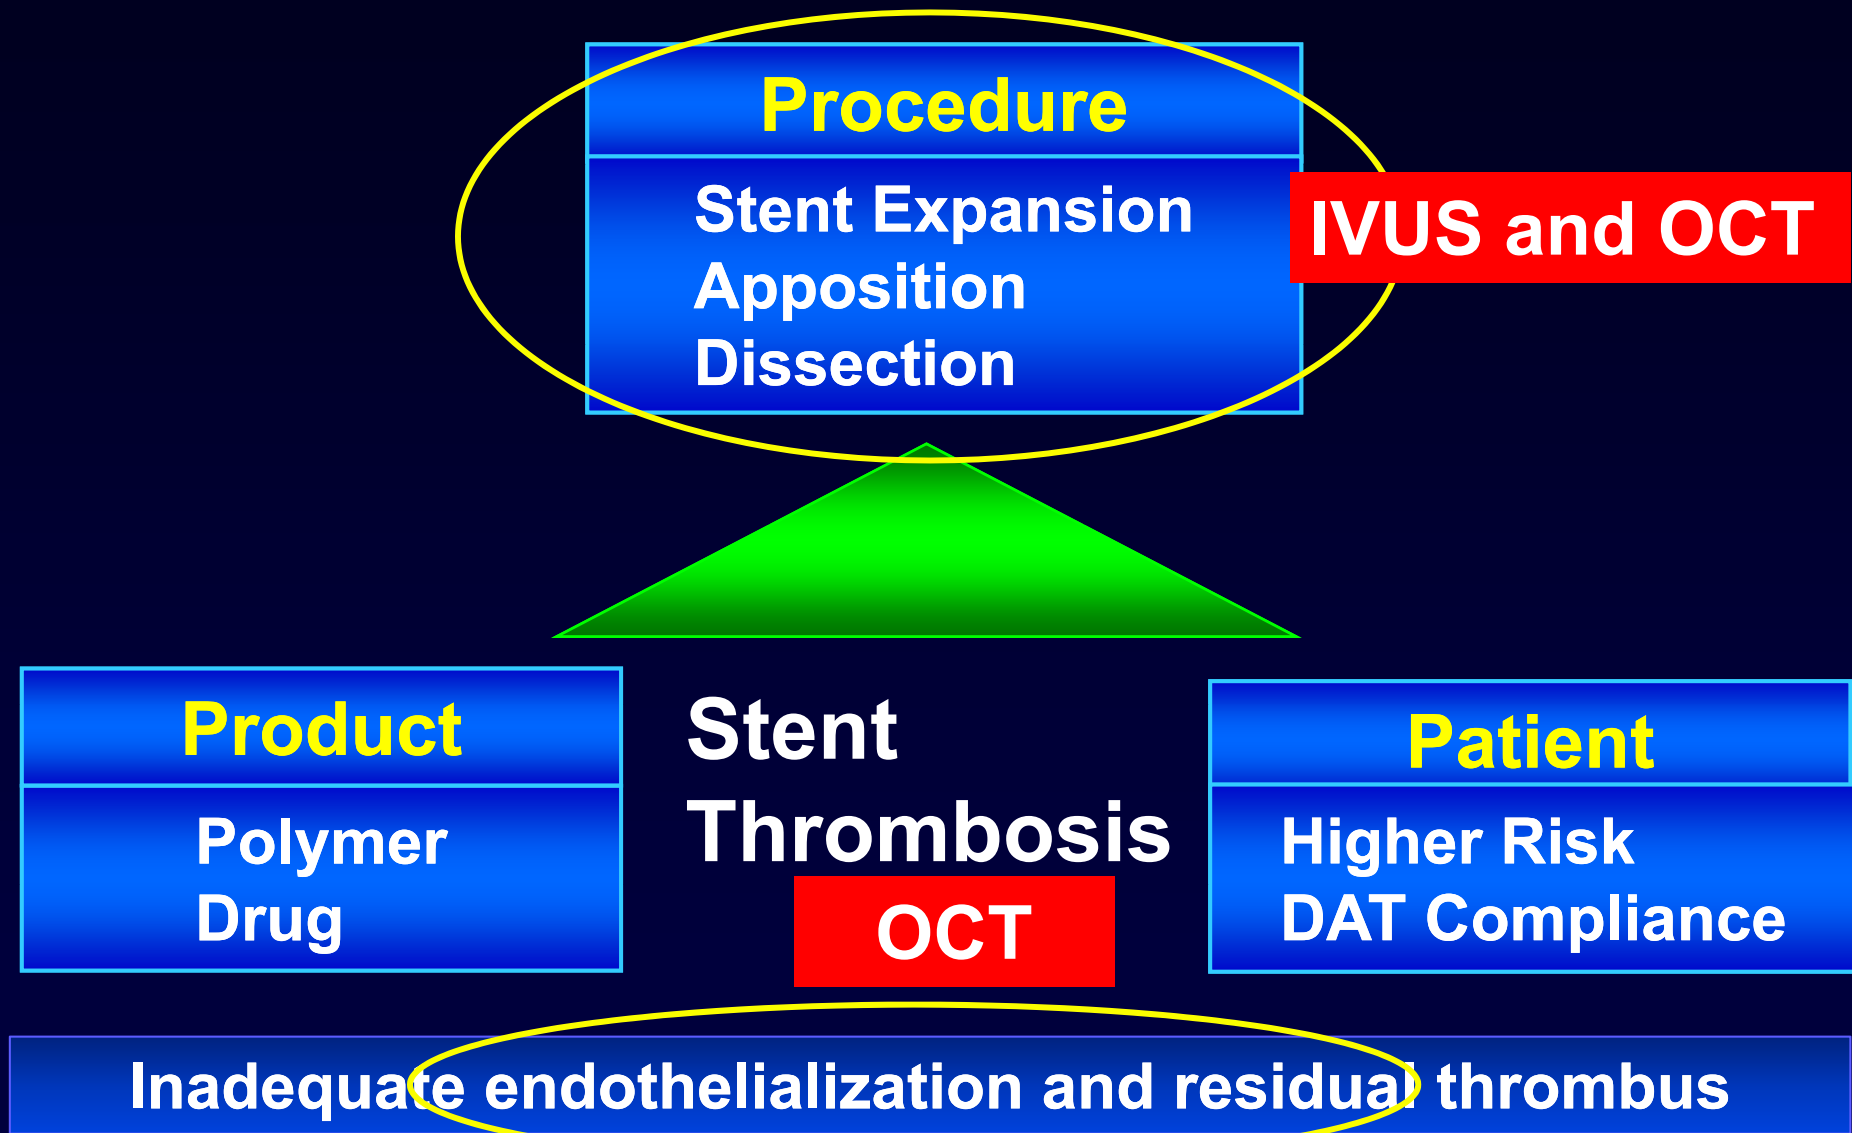 Procedure
Stent Expansion
Apposition
Dissection
IVUS and OCT
Product
Polymer
Drug
Stent
Thrombosis
OCT
Patient
Higher Risk
DAT Compliance
Inadequate endothelialization and residual thrombus